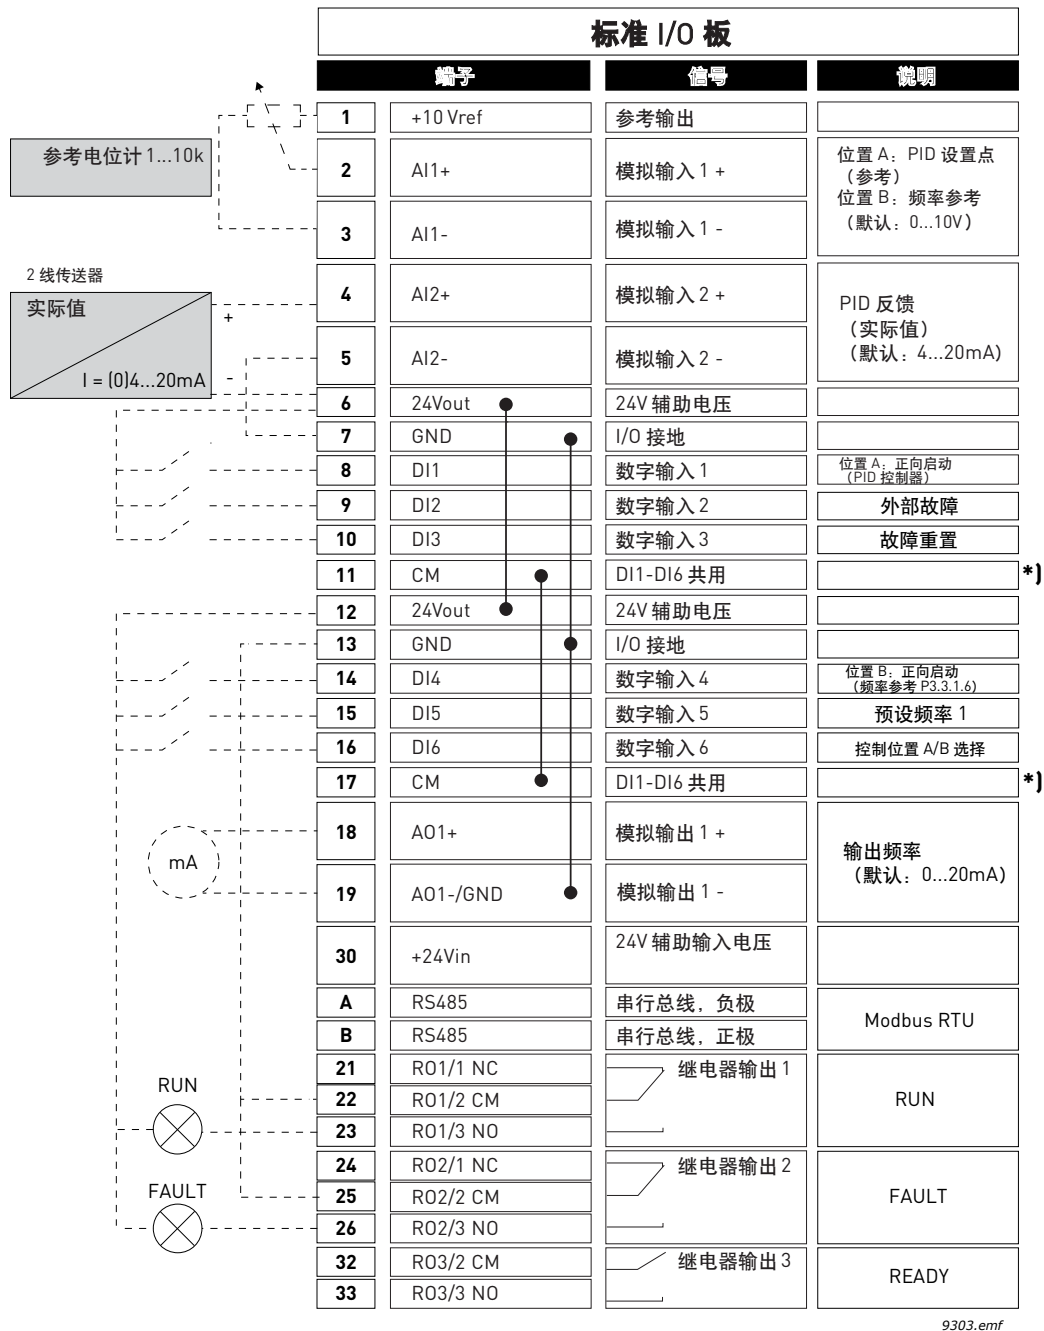 标准 I/O 板
端子 信号 说明
1 +10 Vref 参考输出
参考电位计 1...10k
2 AI1+ 模拟输入 1 +
位置 A：PID 设置点
（参考）
位置 B：频率参考
（默认：0...10V）
3 AI1- 模拟输入 1 -
2 线传送器
实际值
+
I = (0)4...20mA
-
4 AI2+ 模拟输入 2 +
PID 反馈
（实际值）
（默认：4...20mA）
5 AI2- 模拟输入 2 -
6 24Vout 24V 辅助电压
7 GND I/O 接地
8 DI1 数字输入 1
位置 A：正向启动
（PID 控制器）
9 DI2 数字输入 2 外部故障
10 DI3 数字输入 3 故障重置
11 CM DI1-DI6 共用 *)
12 24Vout 24V 辅助电压
13 GND I/O 接地
14 DI4 数字输入 4
位置 B：正向启动
（频率参考 P3.3.1.6)
15 DI5 数字输入 5 预设频率 1
16 DI6 数字输入 6 控制位置 A/B 选择
17 CM DI1-DI6 共用 *)
18 AO1+ 模拟输出 1 +
mA
输出频率
（默认：0...20mA）
19 AO1-/GND 模拟输出 1 -
30 +24Vin 24V 辅助输入电压
A RS485 串行总线，负极
Modbus RTU
B RS485 串行总线，正极
21 RO1/1 NC 继电器输出 1
RUN
22 RO1/2 CM RUN
23 RO1/3 NO
24 RO2/1 NC 继电器输出 2
FAULT
25 RO2/2 CM FAULT
26 RO2/3 NO
32 RO3/2 CM 继电器输出 3
READY
33 RO3/3 NO
9303.emf